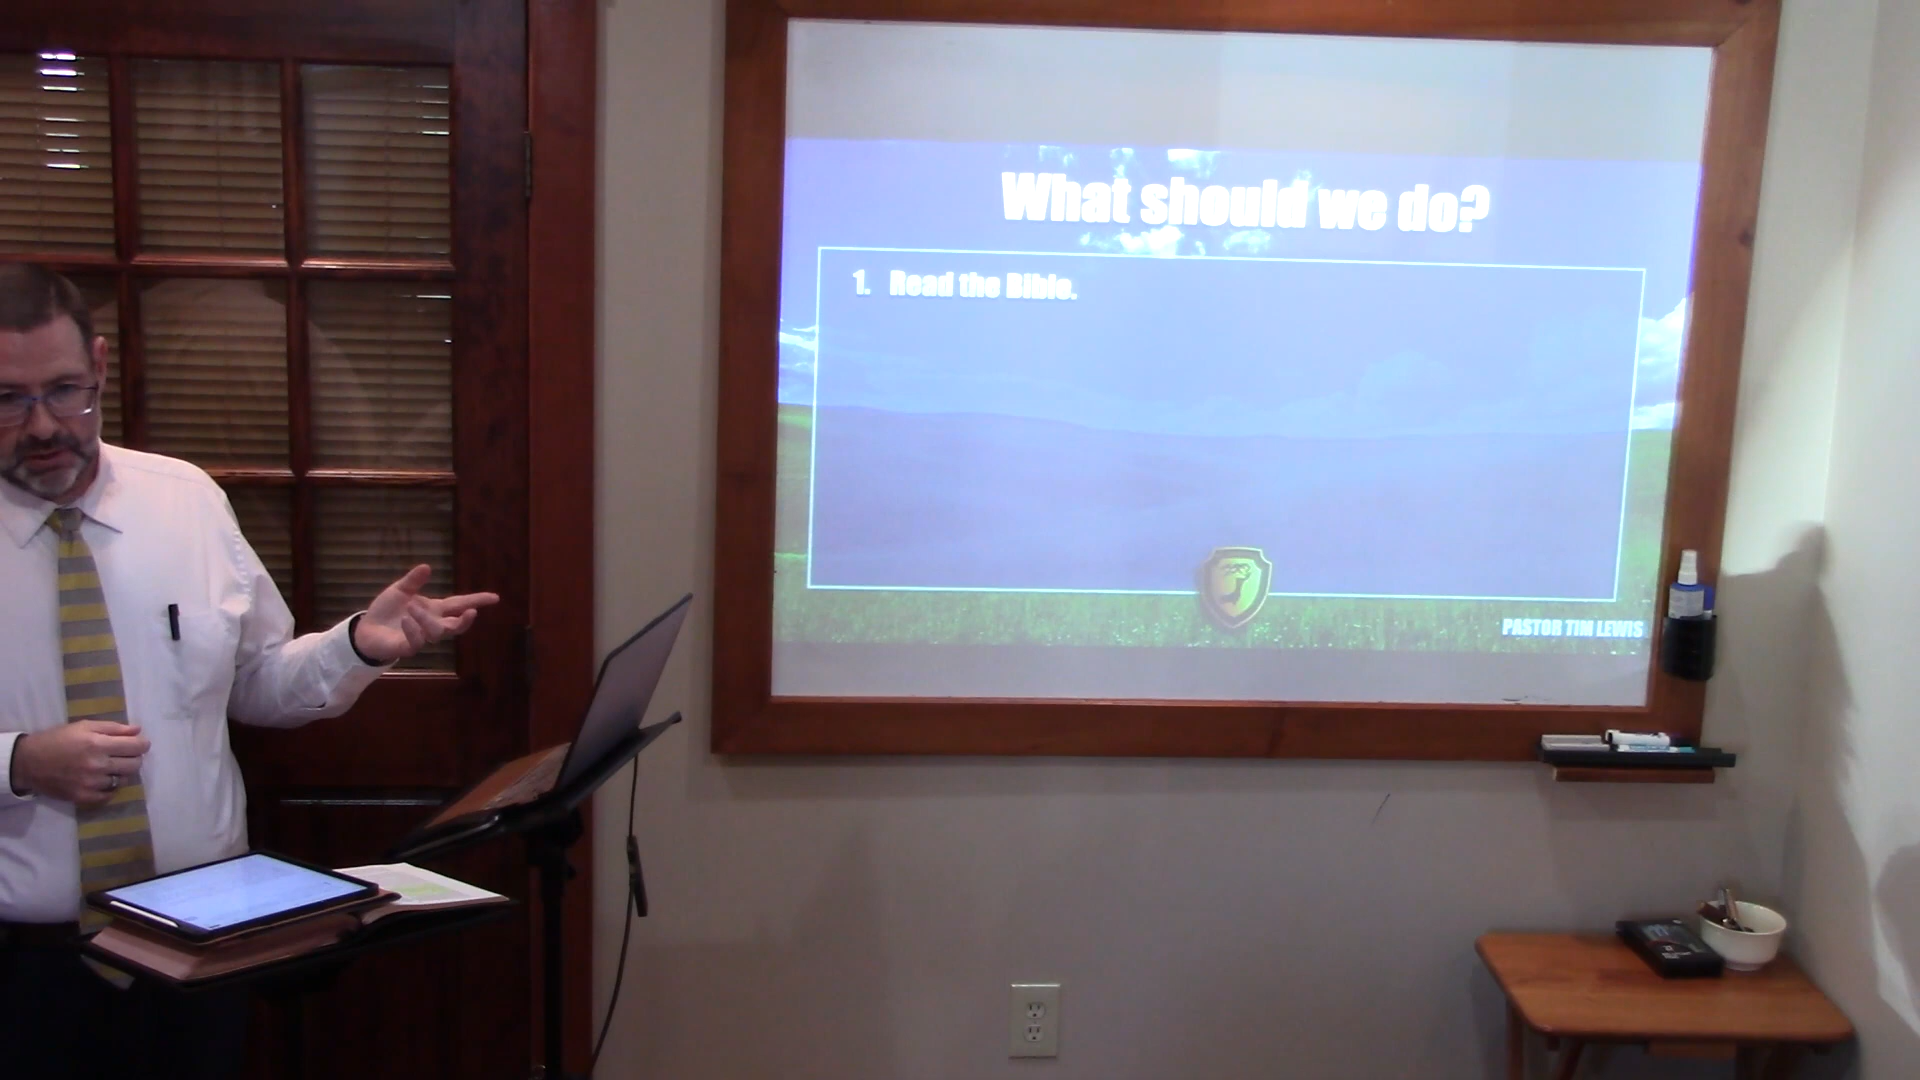 What should we do?
1. Read the Bible.
PASTOR TIM LEWIS